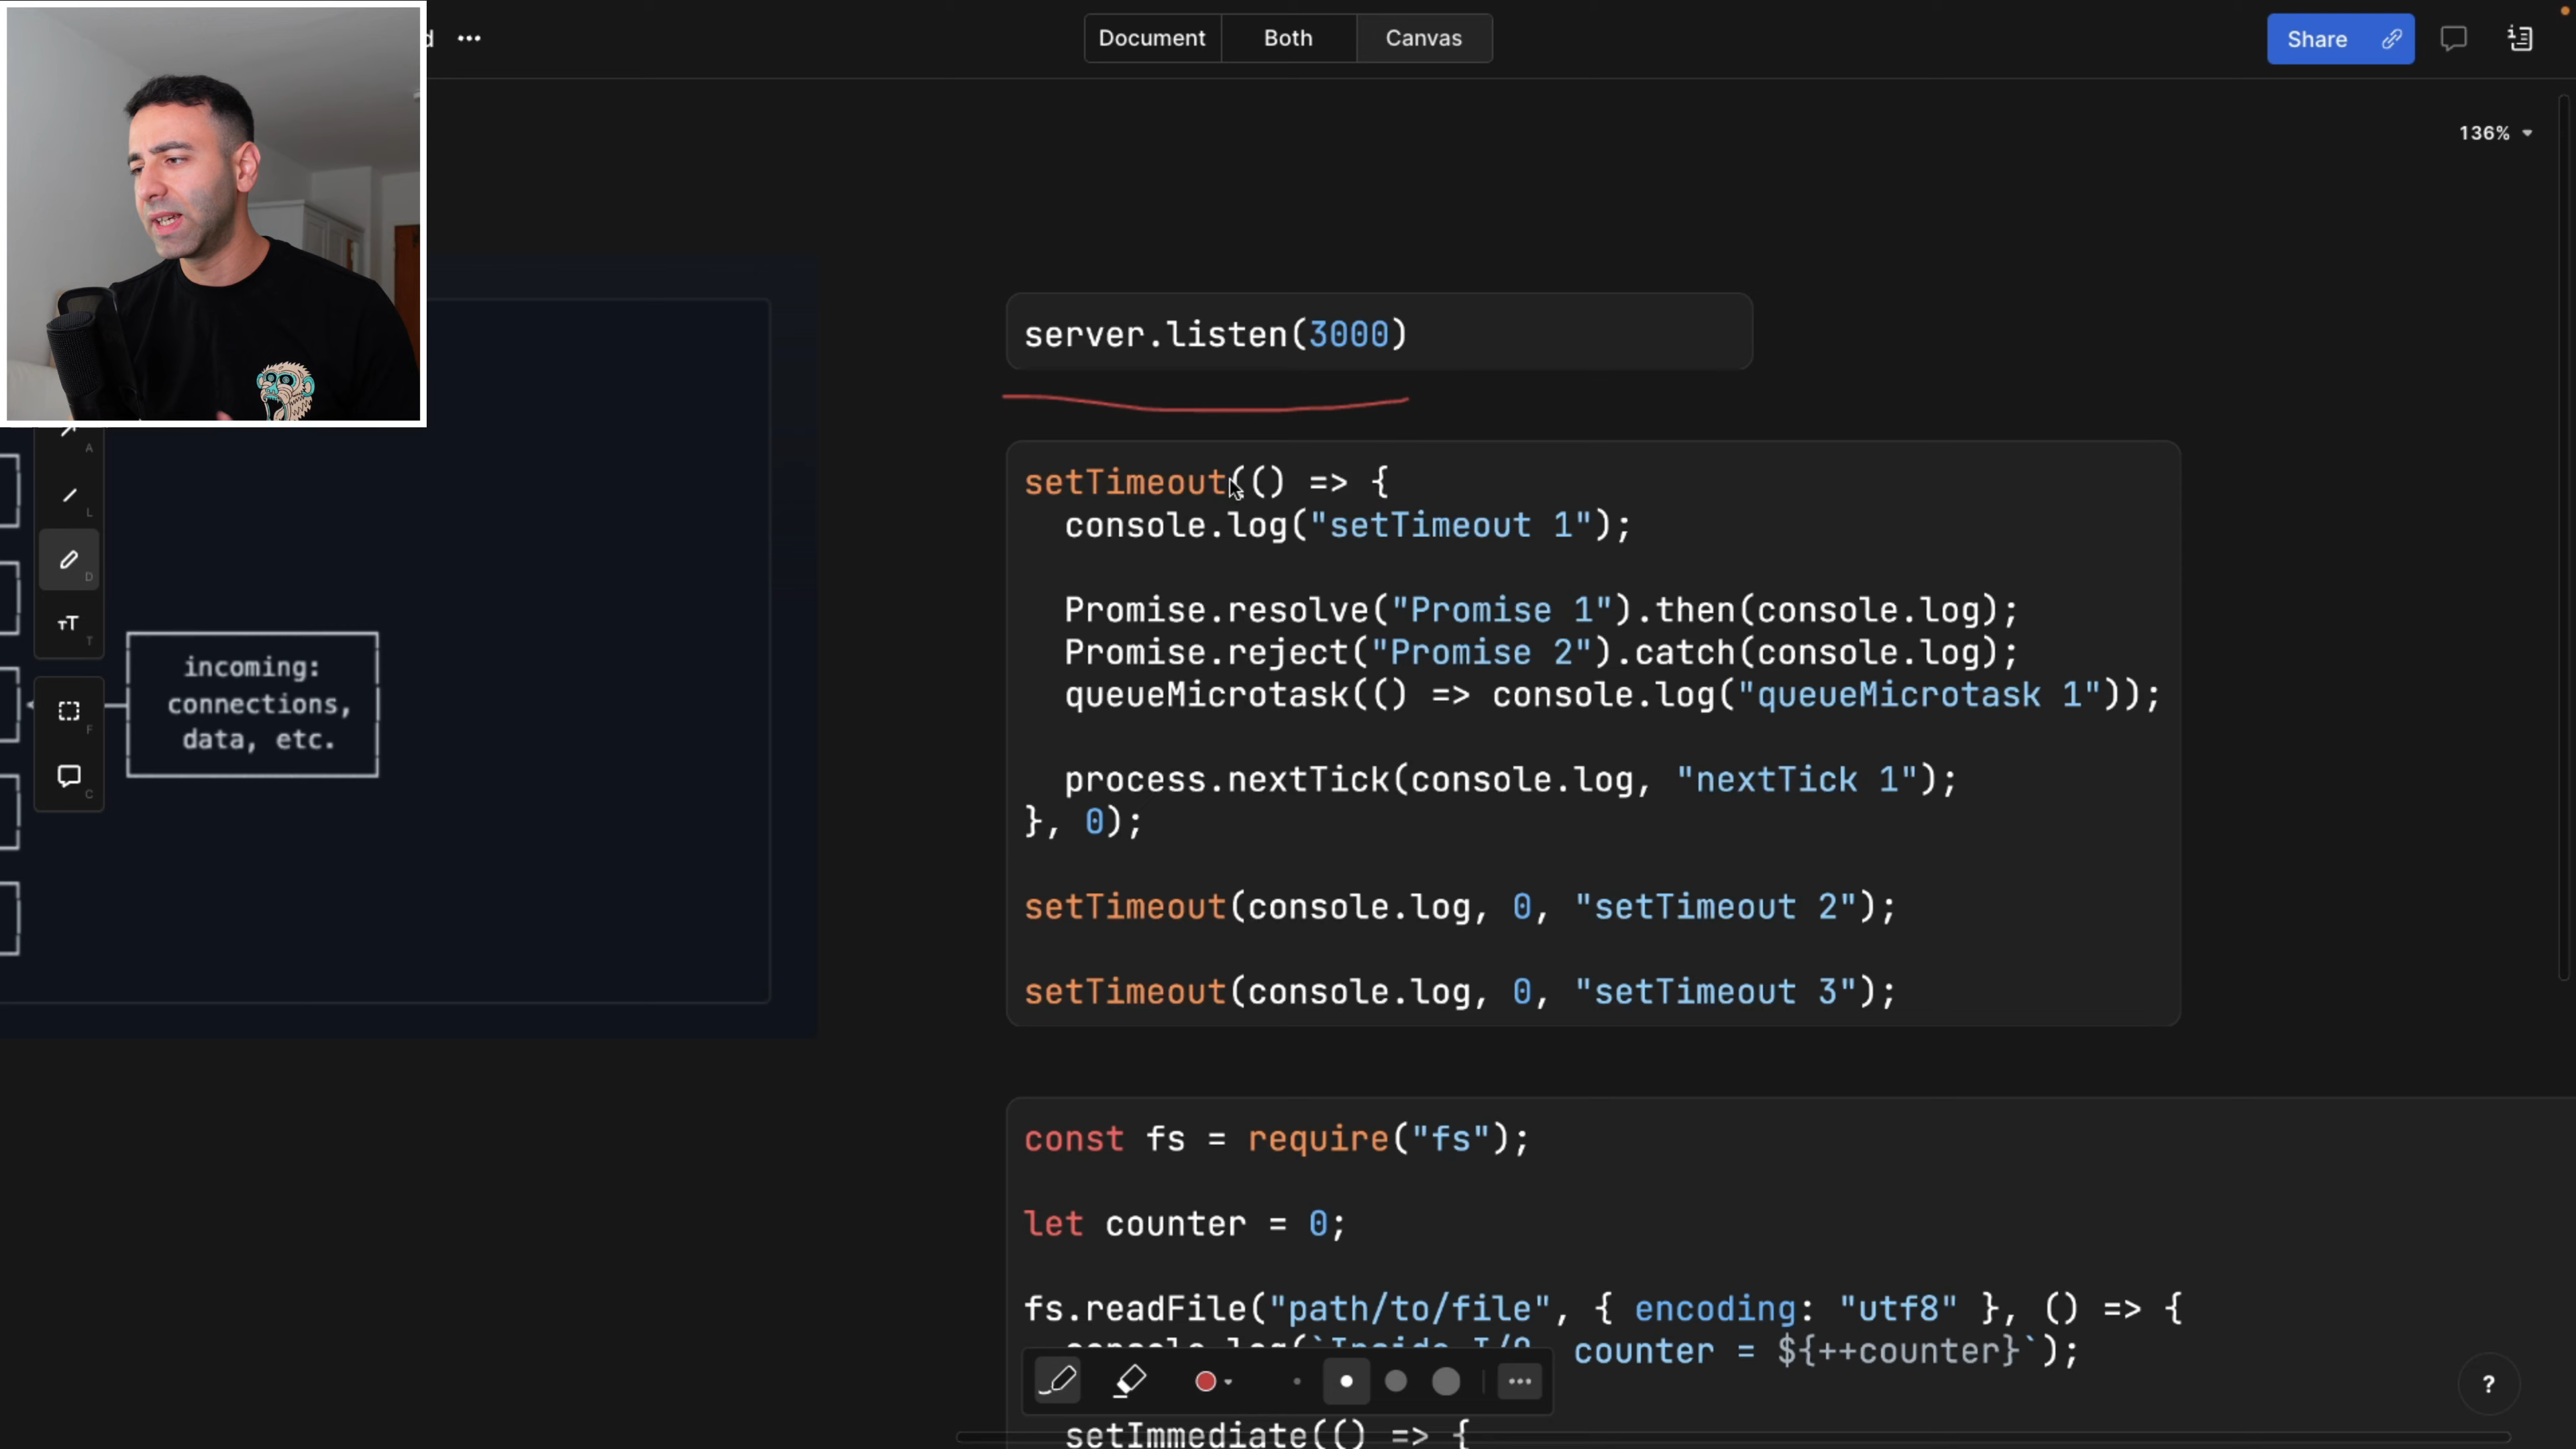 d ...
Document Both Canvas
Share
136%
server.listen(3000)
A
L
D
T
F
C
incoming:
connections,
data, etc.
setTimeout(() => {
console.log("setTimeout 1");
Promise.resolve("Promise 1").then(console.log);
Promise.reject("Promise 2").catch(console.log);
queueMicrotask(() => console.log("queueMicrotask 1"));
process.nextTick(console.log, "nextTick 1");
}, 0);
setTimeout(console.log, 0, "setTimeout 2");
setTimeout(console.log, 0, "setTimeout 3");
const fs = require("fs");
let counter = 0;
fs.readFile("path/to/file", { encoding: "utf8" }, () => {
console.log(`Inside I/O counter = ${++counter}`);
setImmediate(() => {
?